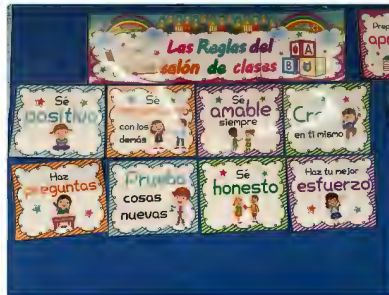 Las Reglas del
salón de clases
Sé
positivo
Sé
con los
demás
Sé
amable
siempre
en ti mismo
Haz
preguntas
Prueba
cosas
nuevas
Sé
honesto
Haz tu mejor
esfuerzo